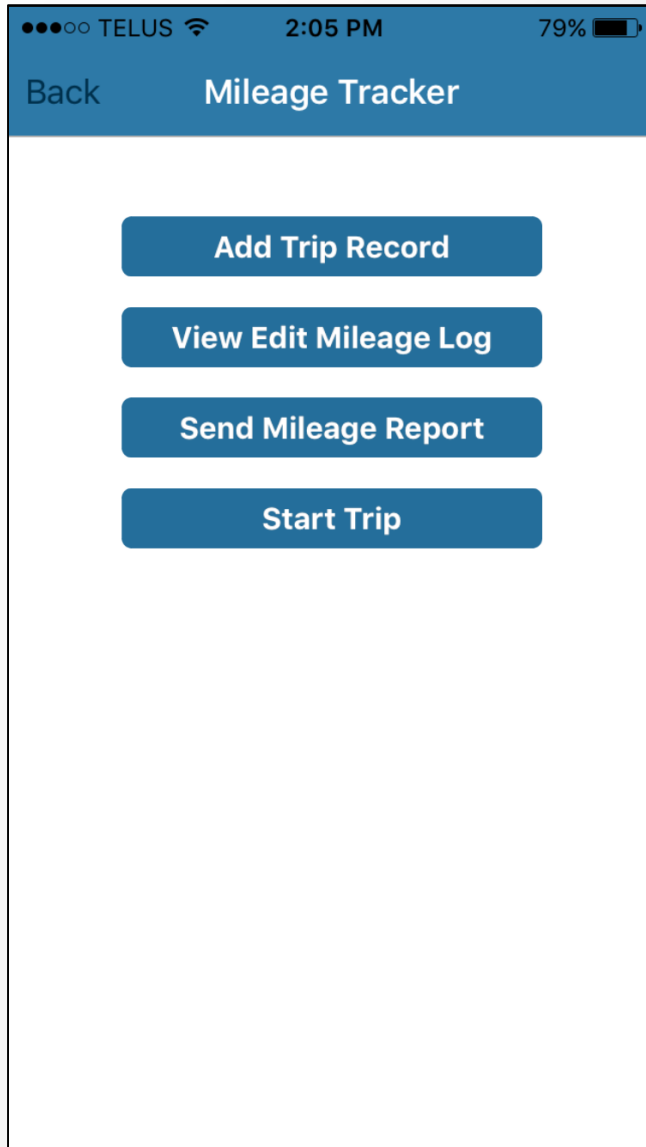 TELUS 2:05 PM 79%
Back Mileage Tracker
Add Trip Record
View Edit Mileage Log
Send Mileage Report
Start Trip